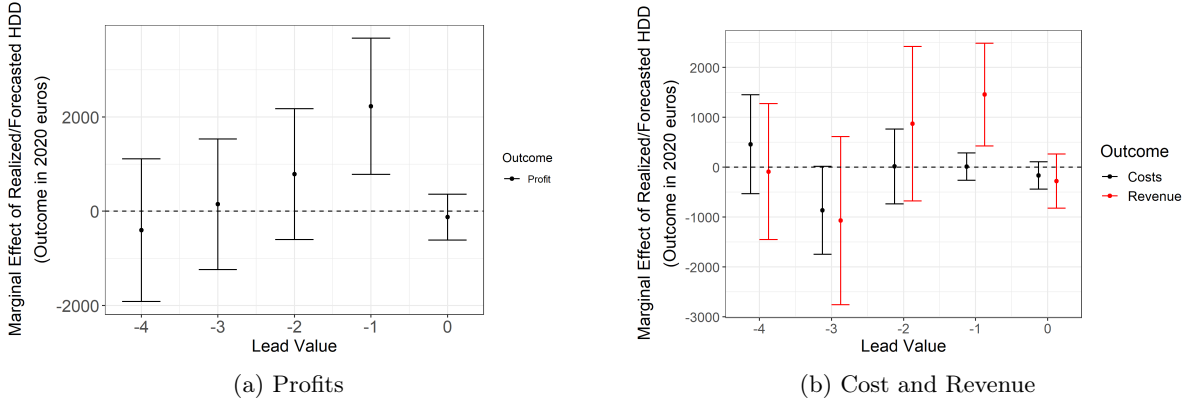 Marginal Effect of Realized/Forecasted HDD
(Outcome in 2020 euros)
2000
0
-2000
-4
-3
-2
-1
0
Lead Value
Outcome
Profit
(a) Profits
Marginal Effect of Realized/Forecasted HDD
(Outcome in 2020 euros)
2000
1000
0
-1000
-2000
-3000
-4
-3
-2
-1
0
Lead Value
Outcome
Costs
Revenue
(b) Cost and Revenue